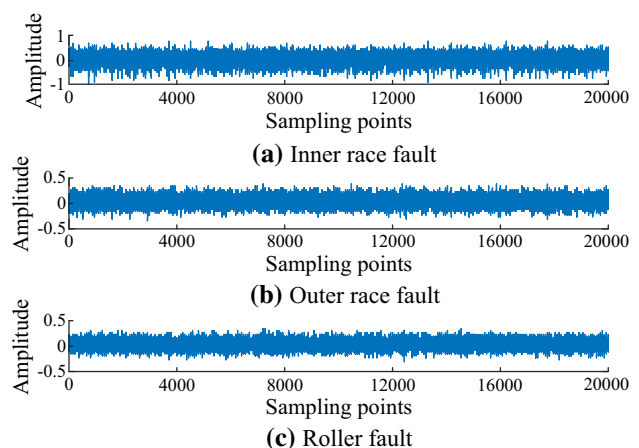 Amplitude
1
0
-1
0 4000 8000 12000 16000 20000
Sampling points
(a) Inner race fault
Amplitude
0.5
0
-0.5
0 4000 8000 12000 16000 20000
Sampling points
(b) Outer race fault
Amplitude
0.5
0
-0.5
0 4000 8000 12000 16000 20000
Sampling points
(c) Roller fault